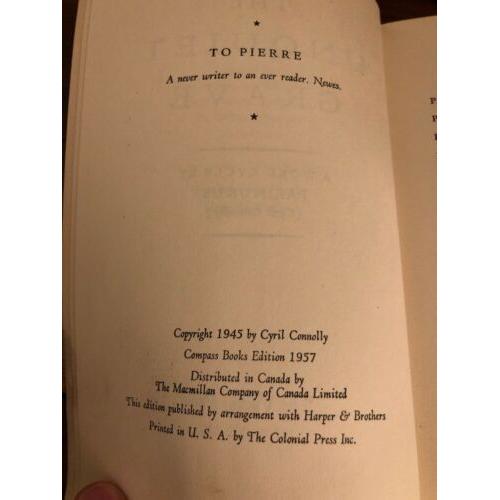 TO PIERRE
A never writer to an ever reader. Newes.
Copyright 1945 by Cyril Connolly
Compass Books Edition 1957
Distributed in Canada by
The Macmillan Company of Canada Limited
This edition published by arrangement with Harper & Brothers
Printed in U. S. A. by The Colonial Press Inc.